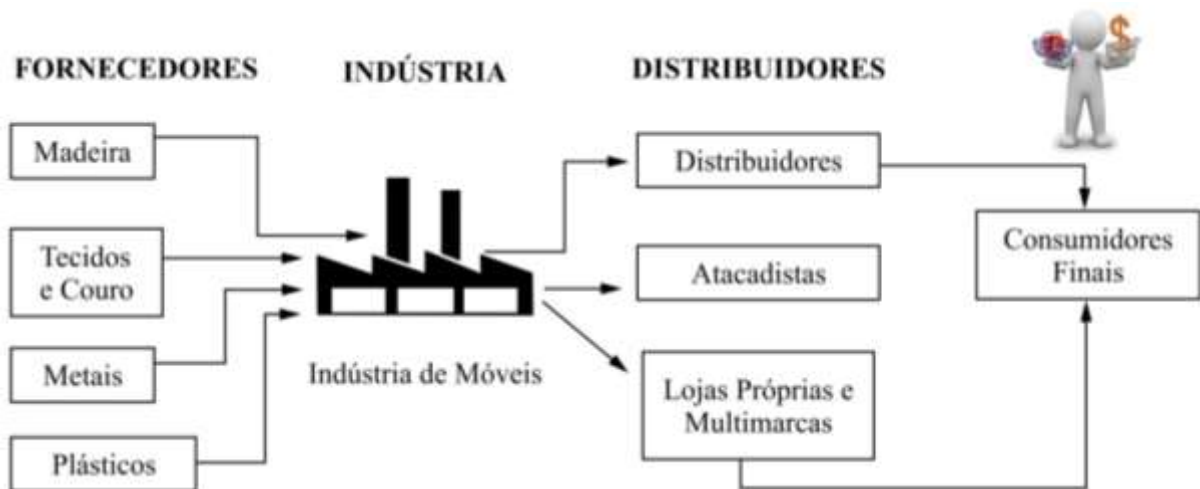 FORNECEDORES
INDÚSTRIA
DISTRIBUIDORES
Madeira
Tecidos
e Couro
Metais
Plásticos
Indústria de Móveis
Distribuidores
Atacadistas
Lojas Próprias e
Multimarcas
Consumidores
Finais
$